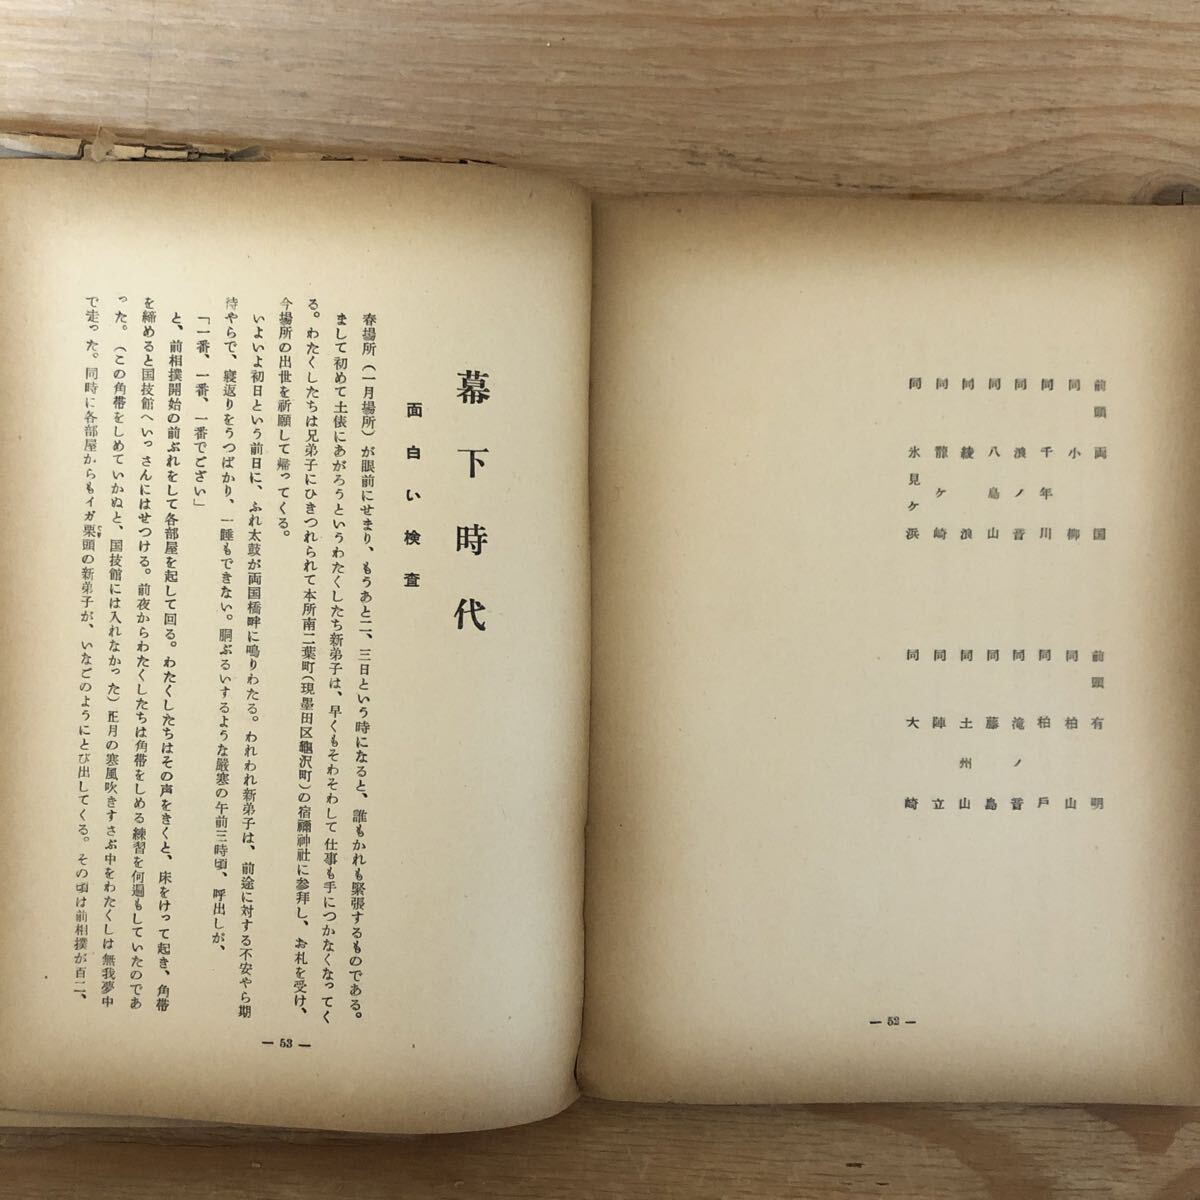 前頭 両国
同 小柳
同 千年川
同 浪ノ音
同 八島山
同 綾浪
同 鶴ケ崎
同 氷見ケ浜
前頭 有明
同 柏山
同 柏戸
同 滝ノ音
同 藤島
同 土州山
同 陣立
同 大崎
— 52 —
幕下時代
面白い検査
春場所(一月場所)が眼前にせまり、もうあと二、三日という時になると、誰もかれも緊張するものである。
まして初めて土俵にあがろうというわたくしたち新弟子は、早くもそわそわして仕事も手につかなくなってく
る。わたくしたちは兄弟子にひきつれられて本所南二葉町(現墨田区亀沢町)の宿禰神社に参拝し、お札を受け、
今場所の出世を祈願して帰ってくる。
いよいよ初日という前日に、ふれ太鼓が両国橋畔に鳴りわたる。われわれ新弟子は、前途に対する不安やら期
待やらで、寝返りをうつばかり、一睡もできない。胴ぶるいするような厳寒の午前三時頃、呼出しが、
「一番、一番、一番でござい」
と、前相撲開始の前ぶれをして各部屋を起して回る。わたくしたちはその声をきくと、床をけって起き、角帯
を締めると国技館へいっさんにはせつける。前夜からわたくしたちは角帯をしめる練習を何遍もしていたのであ
った。(この角帯をしめていかぬと、国技館には入れなかった)正月の寒風吹きすさぶ中をわたくしは無我夢中
で走った。同時に各部屋からもイガ栗頭の新弟子が、いなごのようにとび出してくる。その頃は前相撲が百二、
— 53 —